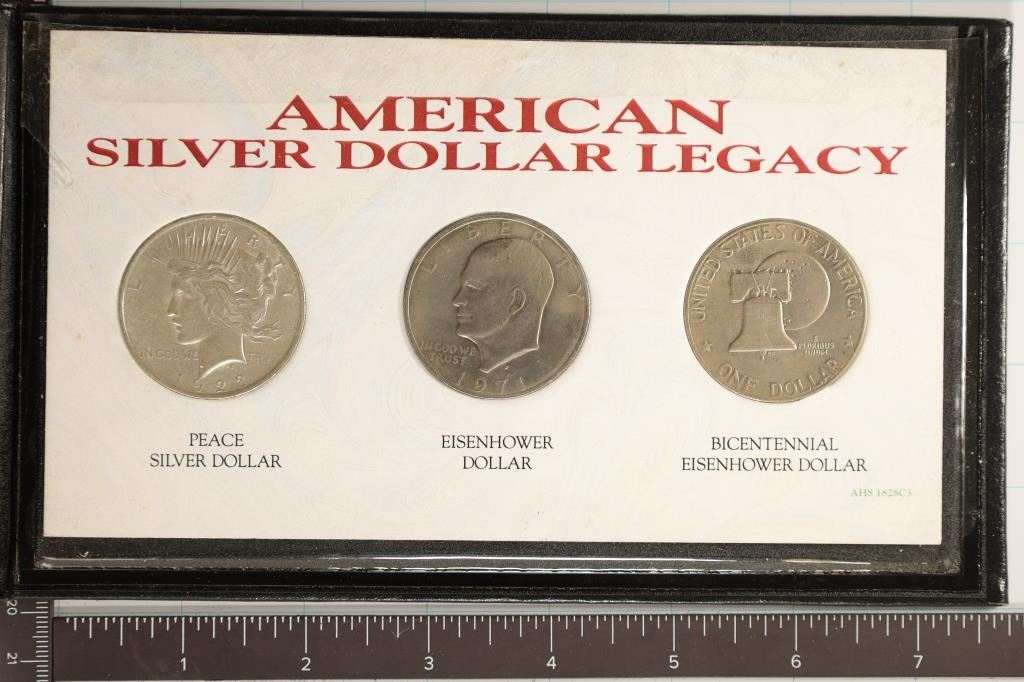 AMERICAN
SILVER DOLLAR LEGACY
LIBERTY
IN GOD WE TRVST
1923
LIBERTY
IN GOD WE
TRUST
1971
UNITED STATES OF AMERICA
E
PLURIBUS
UNUM
ONE DOLLAR
PEACE
SILVER DOLLAR
EISENHOWER
DOLLAR
BICENTENNIAL
EISENHOWER DOLLAR
AHS 1828C3
20
21
1 2 3 4 5 6 7